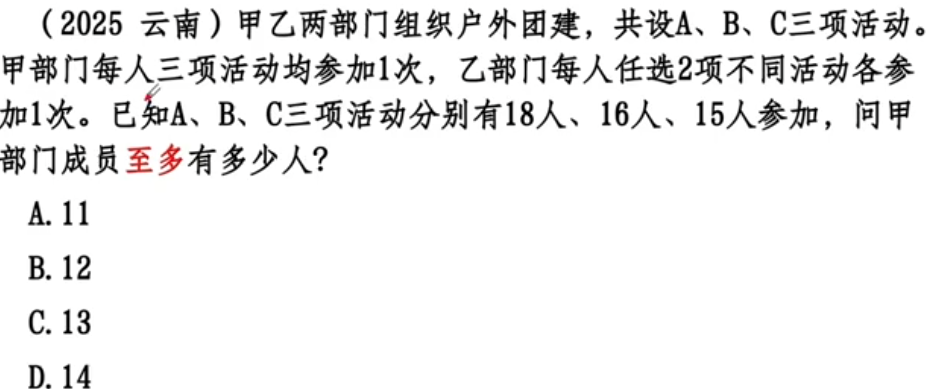 （2025 云南）甲乙两部门组织户外团建，共设A、B、C三项活动。
甲部门每人三项活动均参加1次，乙部门每人任选2项不同活动各参
加1次。已知A、B、C三项活动分别有18人、16人、15人参加，问甲
部门成员至多有多少人?
A. 11
B. 12
C. 13
D. 14